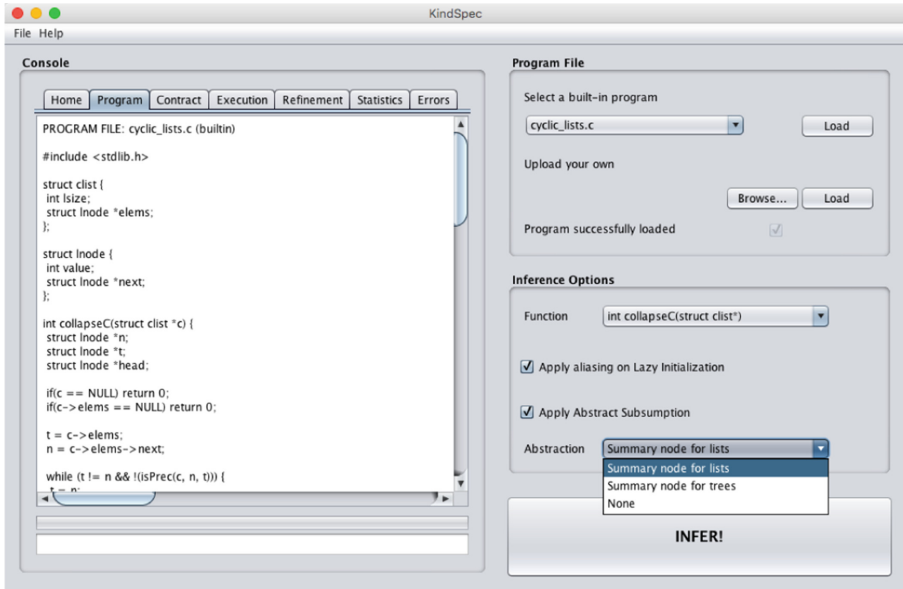 KindSpec
File Help
Console
Home Program Contract Execution Refinement Statistics Errors
PROGRAM FILE: cyclic_lists.c (builtin)
#include <stdlib.h>
struct clist {
int lsize;
struct lnode *elems;
};
struct lnode {
int value;
struct lnode *next;
};
int collapseC(struct clist *c) {
struct lnode *n;
struct lnode *t;
struct lnode *head;
if(c == NULL) return 0;
if(c->elems == NULL) return 0;
t = c->elems;
n = c->elems->next;
while (t != n && !(isPrec(c, n, t))) {
t = n;
Program File
Select a built-in program
cyclic_lists.c Load
Upload your own
Browse... Load
Program successfully loaded
Inference Options
Function int collapseC(struct clist*)
Apply aliasing on Lazy Initialization
Apply Abstract Subsumption
Abstraction Summary node for lists
Summary node for lists
Summary node for trees
None
INFER!